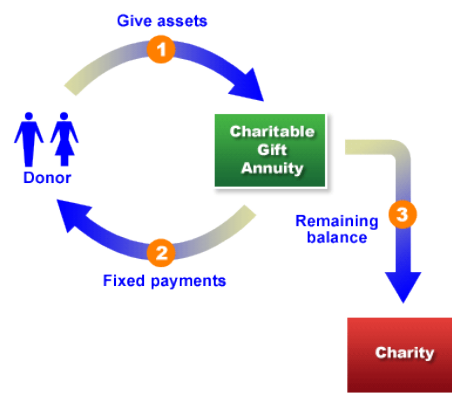 Give assets
1
Charitable
Gift
Annuity
Donor
Remaining
balance
3
2
Fixed payments
Charity